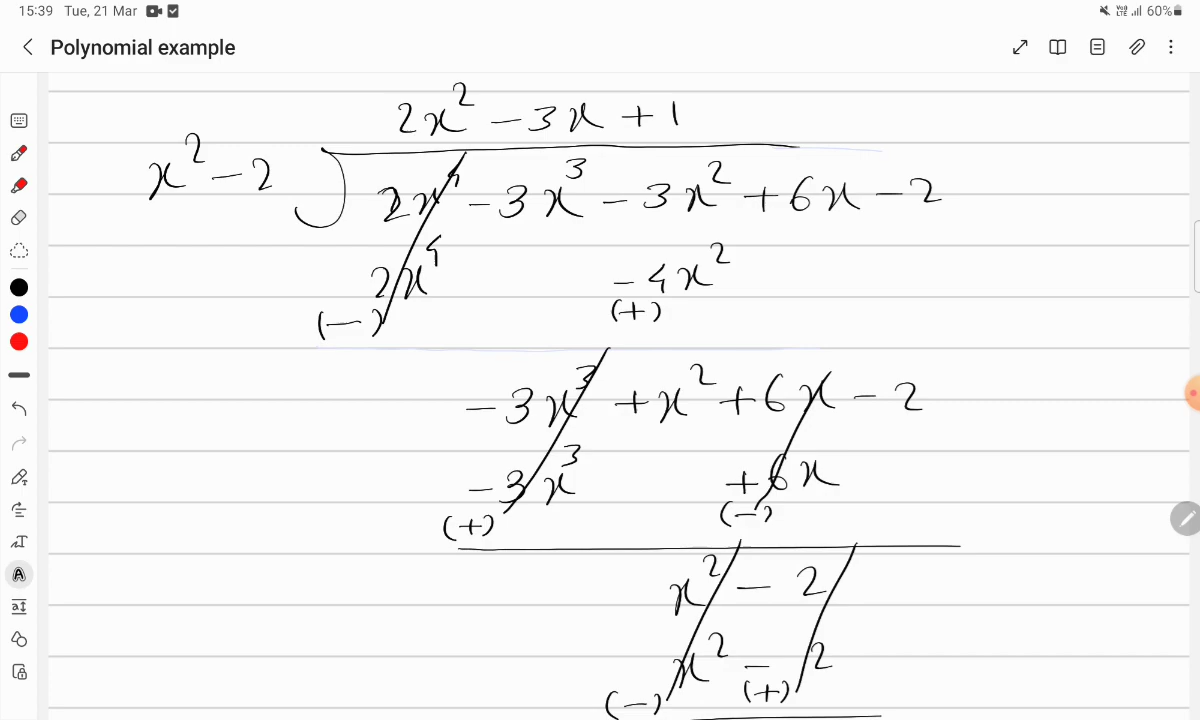 15:39 Tue, 21 Mar 60%
Polynomial example
2x² - 3x + 1
x² - 2 2x⁴ - 3x³ - 3x² + 6x - 2
2x⁴ - 4x²
(-) (+)
-3x³ + x² + 6x - 2
-3x³ + 6x
(+) (-)
x² - 2
x² - 2
(-) (+)